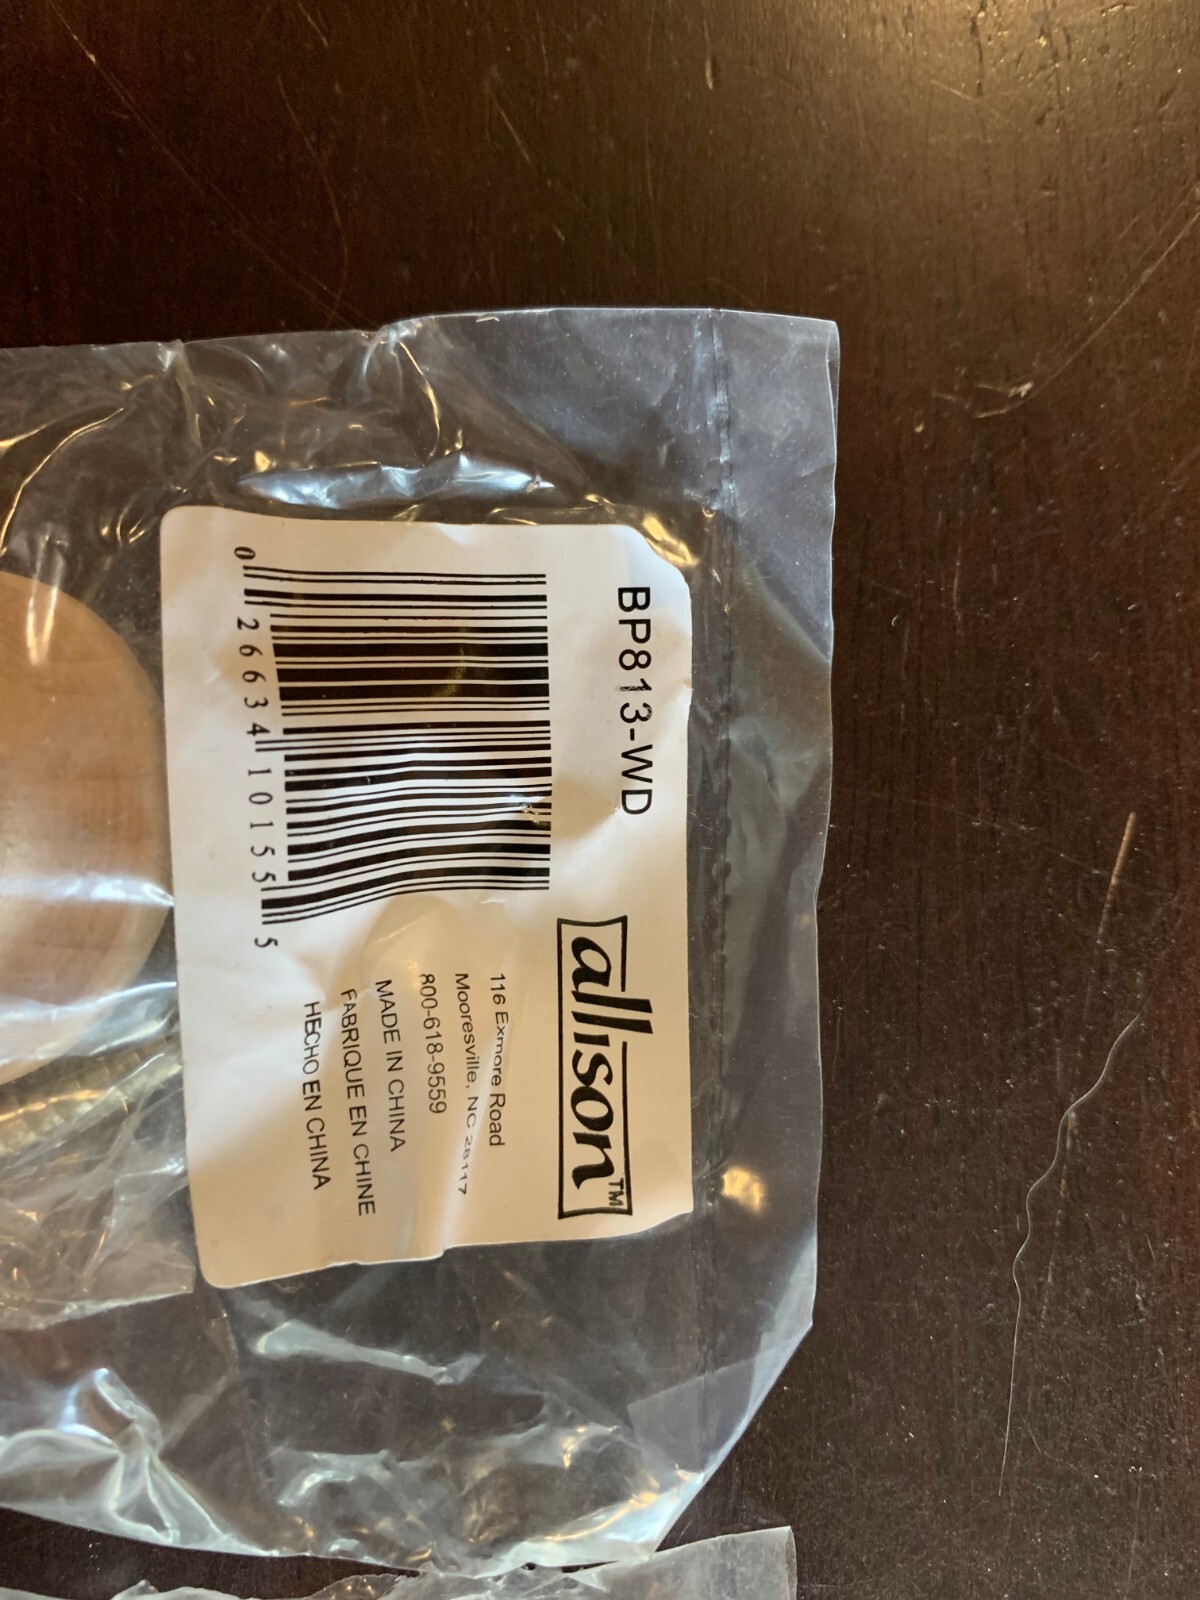 BP813-WD
allison™
0 26634 10155 5
116 Exmore Road
Mooresville, NC 28117
800-618-9559
MADE IN CHINA
FABRIQUE EN CHINE
HECHO EN CHINA